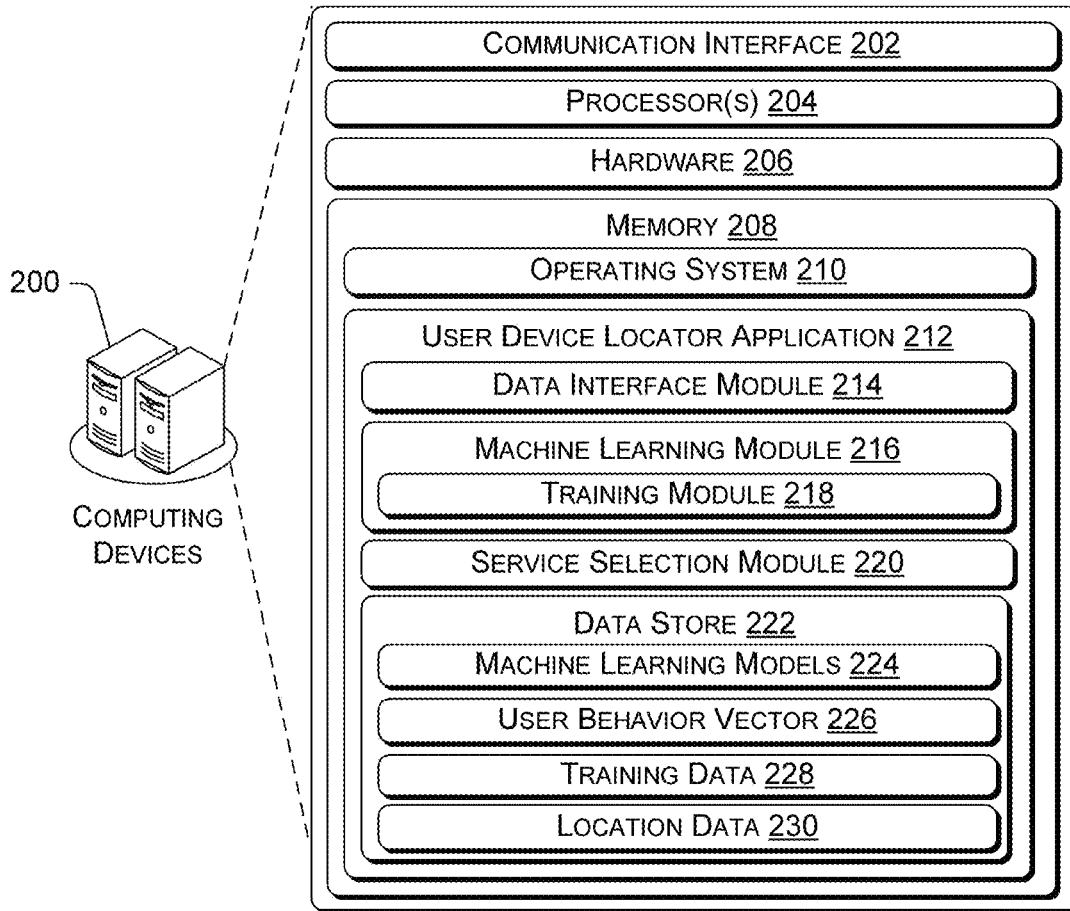 COMMUNICATION INTERFACE 202
PROCESSOR(S) 204
HARDWARE 206
MEMORY 208
OPERATING SYSTEM 210
USER DEVICE LOCATOR APPLICATION 212
DATA INTERFACE MODULE 214
MACHINE LEARNING MODULE 216
TRAINING MODULE 218
SERVICE SELECTION MODULE 220
DATA STORE 222
MACHINE LEARNING MODELS 224
USER BEHAVIOR VECTOR 226
TRAINING DATA 228
LOCATION DATA 230
200
COMPUTING
DEVICES